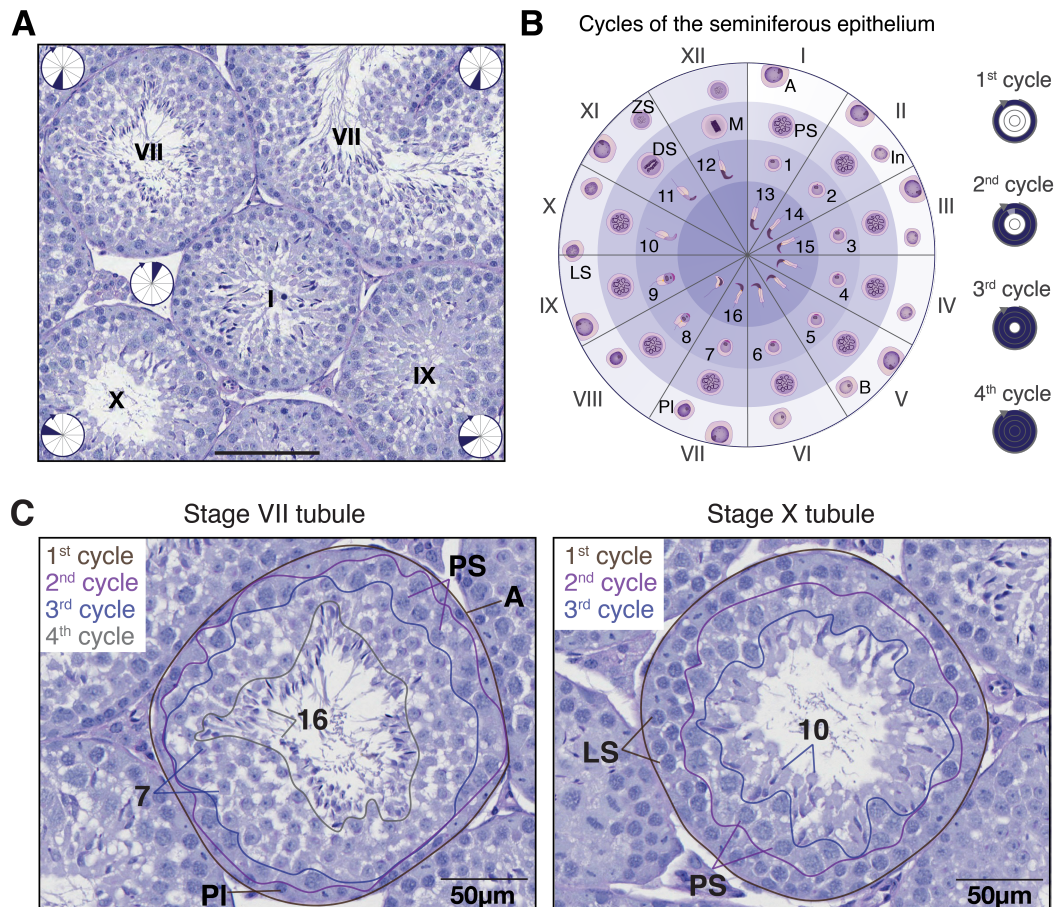 A
VII
VII
I
IX
X
B
Cycles of the seminiferous epithelium
XII
I
XI
II
X
III
IX
IV
VIII
V
VII
VI
A
ZS
M
PS
DS
In
LS
B
Pl
12
1
11
13
2
14
10
15
3
9
4
16
8
5
7
6
1st cycle
2nd cycle
3rd cycle
4th cycle
C
Stage VII tubule
1st cycle
2nd cycle
3rd cycle
4th cycle
PS
A
16
7
Pl
50μm
Stage X tubule
1st cycle
2nd cycle
3rd cycle
10
LS
PS
50μm